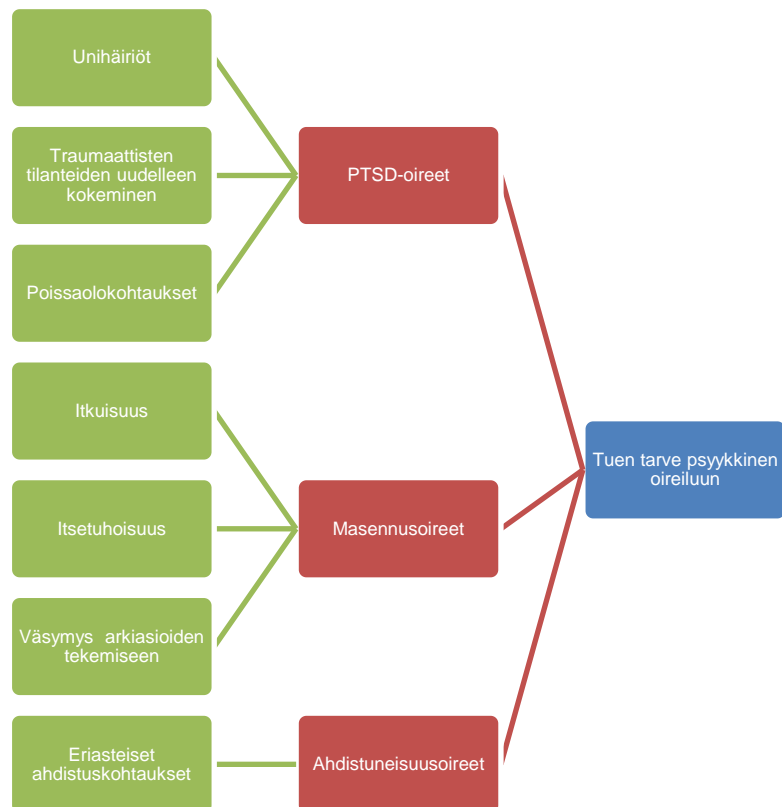 Unihäiriöt
Traumaattisten
tilanteiden uudelleen
kokeminen
Poissaolokohtaukset
PTSD-oireet
Itkuisuus
Itsetuhoisuus
Väsymys arkiasioiden
tekemiseen
Masennusoireet
Eriasteiset
ahdistuskohtaukset
Ahdistuneisuusoireet
Tuen tarve psyykkinen
oireiluun